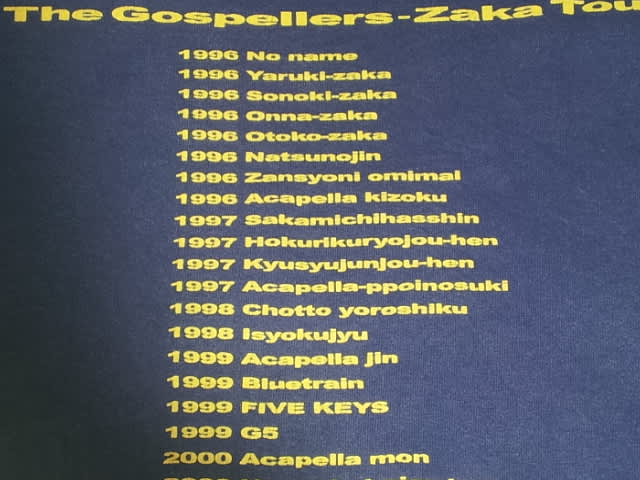 The Gospellers-Zaka Tou
1996 No name
1996 Yaruki-zaka
1996 Sonoki-zaka
1996 Onna-zaka
1996 Otoko-zaka
1996 Natsunojin
1996 Zansyoni omimai
1996 Acapella kizoku
1997 Sakamichihasshin
1997 Hokurikuryojou-hen
1997 Kyusyujunjou-hen
1997 Acapella-ppoinosuki
1998 Chotto yoroshiku
1998 Isyokujyu
1999 Acapella jin
1999 Bluetrain
1999 FIVE KEYS
1999 G5
2000 Acapella mon